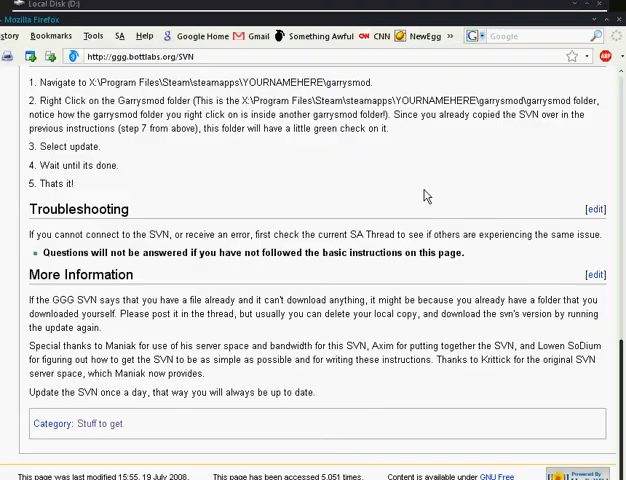 Local Disk (D:)
Mozilla Firefox
story Bookmarks Tools SA Help Google Home Gmail Something Awful CNN NewEgg » Google
http://ggg.bottlabs.org/SVN ABP
1. Navigate to X:\Program Files\Steam\steamapps\YOURNAMEHERE\garrysmod.
2. Right Click on the Garrysmod folder (This is the X:\Program Files\Steam\steamapps\YOURNAMEHERE\garrysmod\garrysmod folder,
notice how the garrysmod folder you right click on is inside another garrysmod folder!). Since you already copied the SVN over in the
previous instructions (step 7 from above), this folder will have a little green check on it.
3. Select update.
4. Wait until its done.
5. Thats it!
Troubleshooting [edit]
If you cannot connect to the SVN, or receive an error, first check the current SA Thread to see if others are experiencing the same issue.
Questions will not be answered if you have not followed the basic instructions on this page.
More Information [edit]
If the GGG SVN says that you have a file already and it can't download anything, it might be because you already have a folder that you
downloaded yourself. Please post it in the thread, but usually you can delete your local copy, and download the svn's version by running
the update again.
Special thanks to Maniak for use of his server space and bandwidth for this SVN, Axim for putting together the SVN, and Lowen SoDium
for figuring out how to get the SVN to be as simple as possible and for writing these instructions. Thanks to Krittick for the original SVN
server space, which Maniak now provides.
Update the SVN once a day, that way you will always be up to date.
Category: Stuff to get
This page was last modified 15:55, 19 July 2008. This page has been accessed 5,051 times. Content is available under GNU Free
Powered By